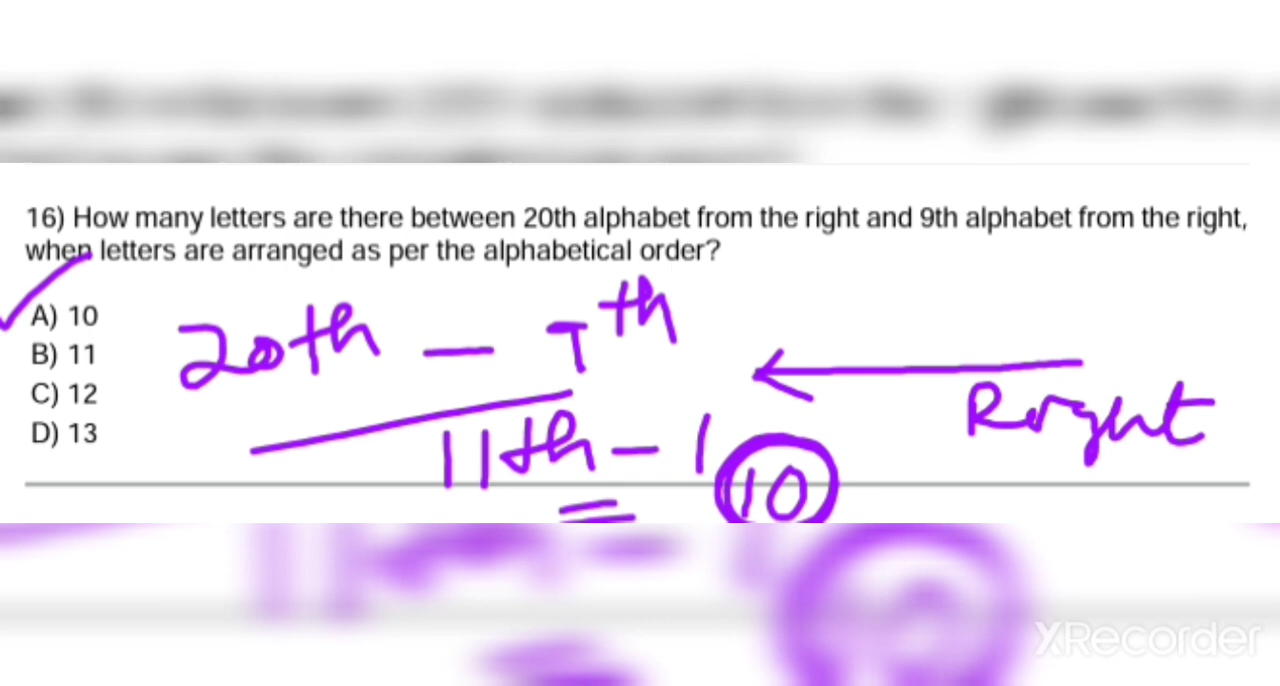 16) How many letters are there between 20th alphabet from the right and 9th alphabet from the right,
when letters are arranged as per the alphabetical order?
A) 10
B) 11
C) 12
D) 13
20th – 9th
Right
11th – 1
= 10
XRecorder